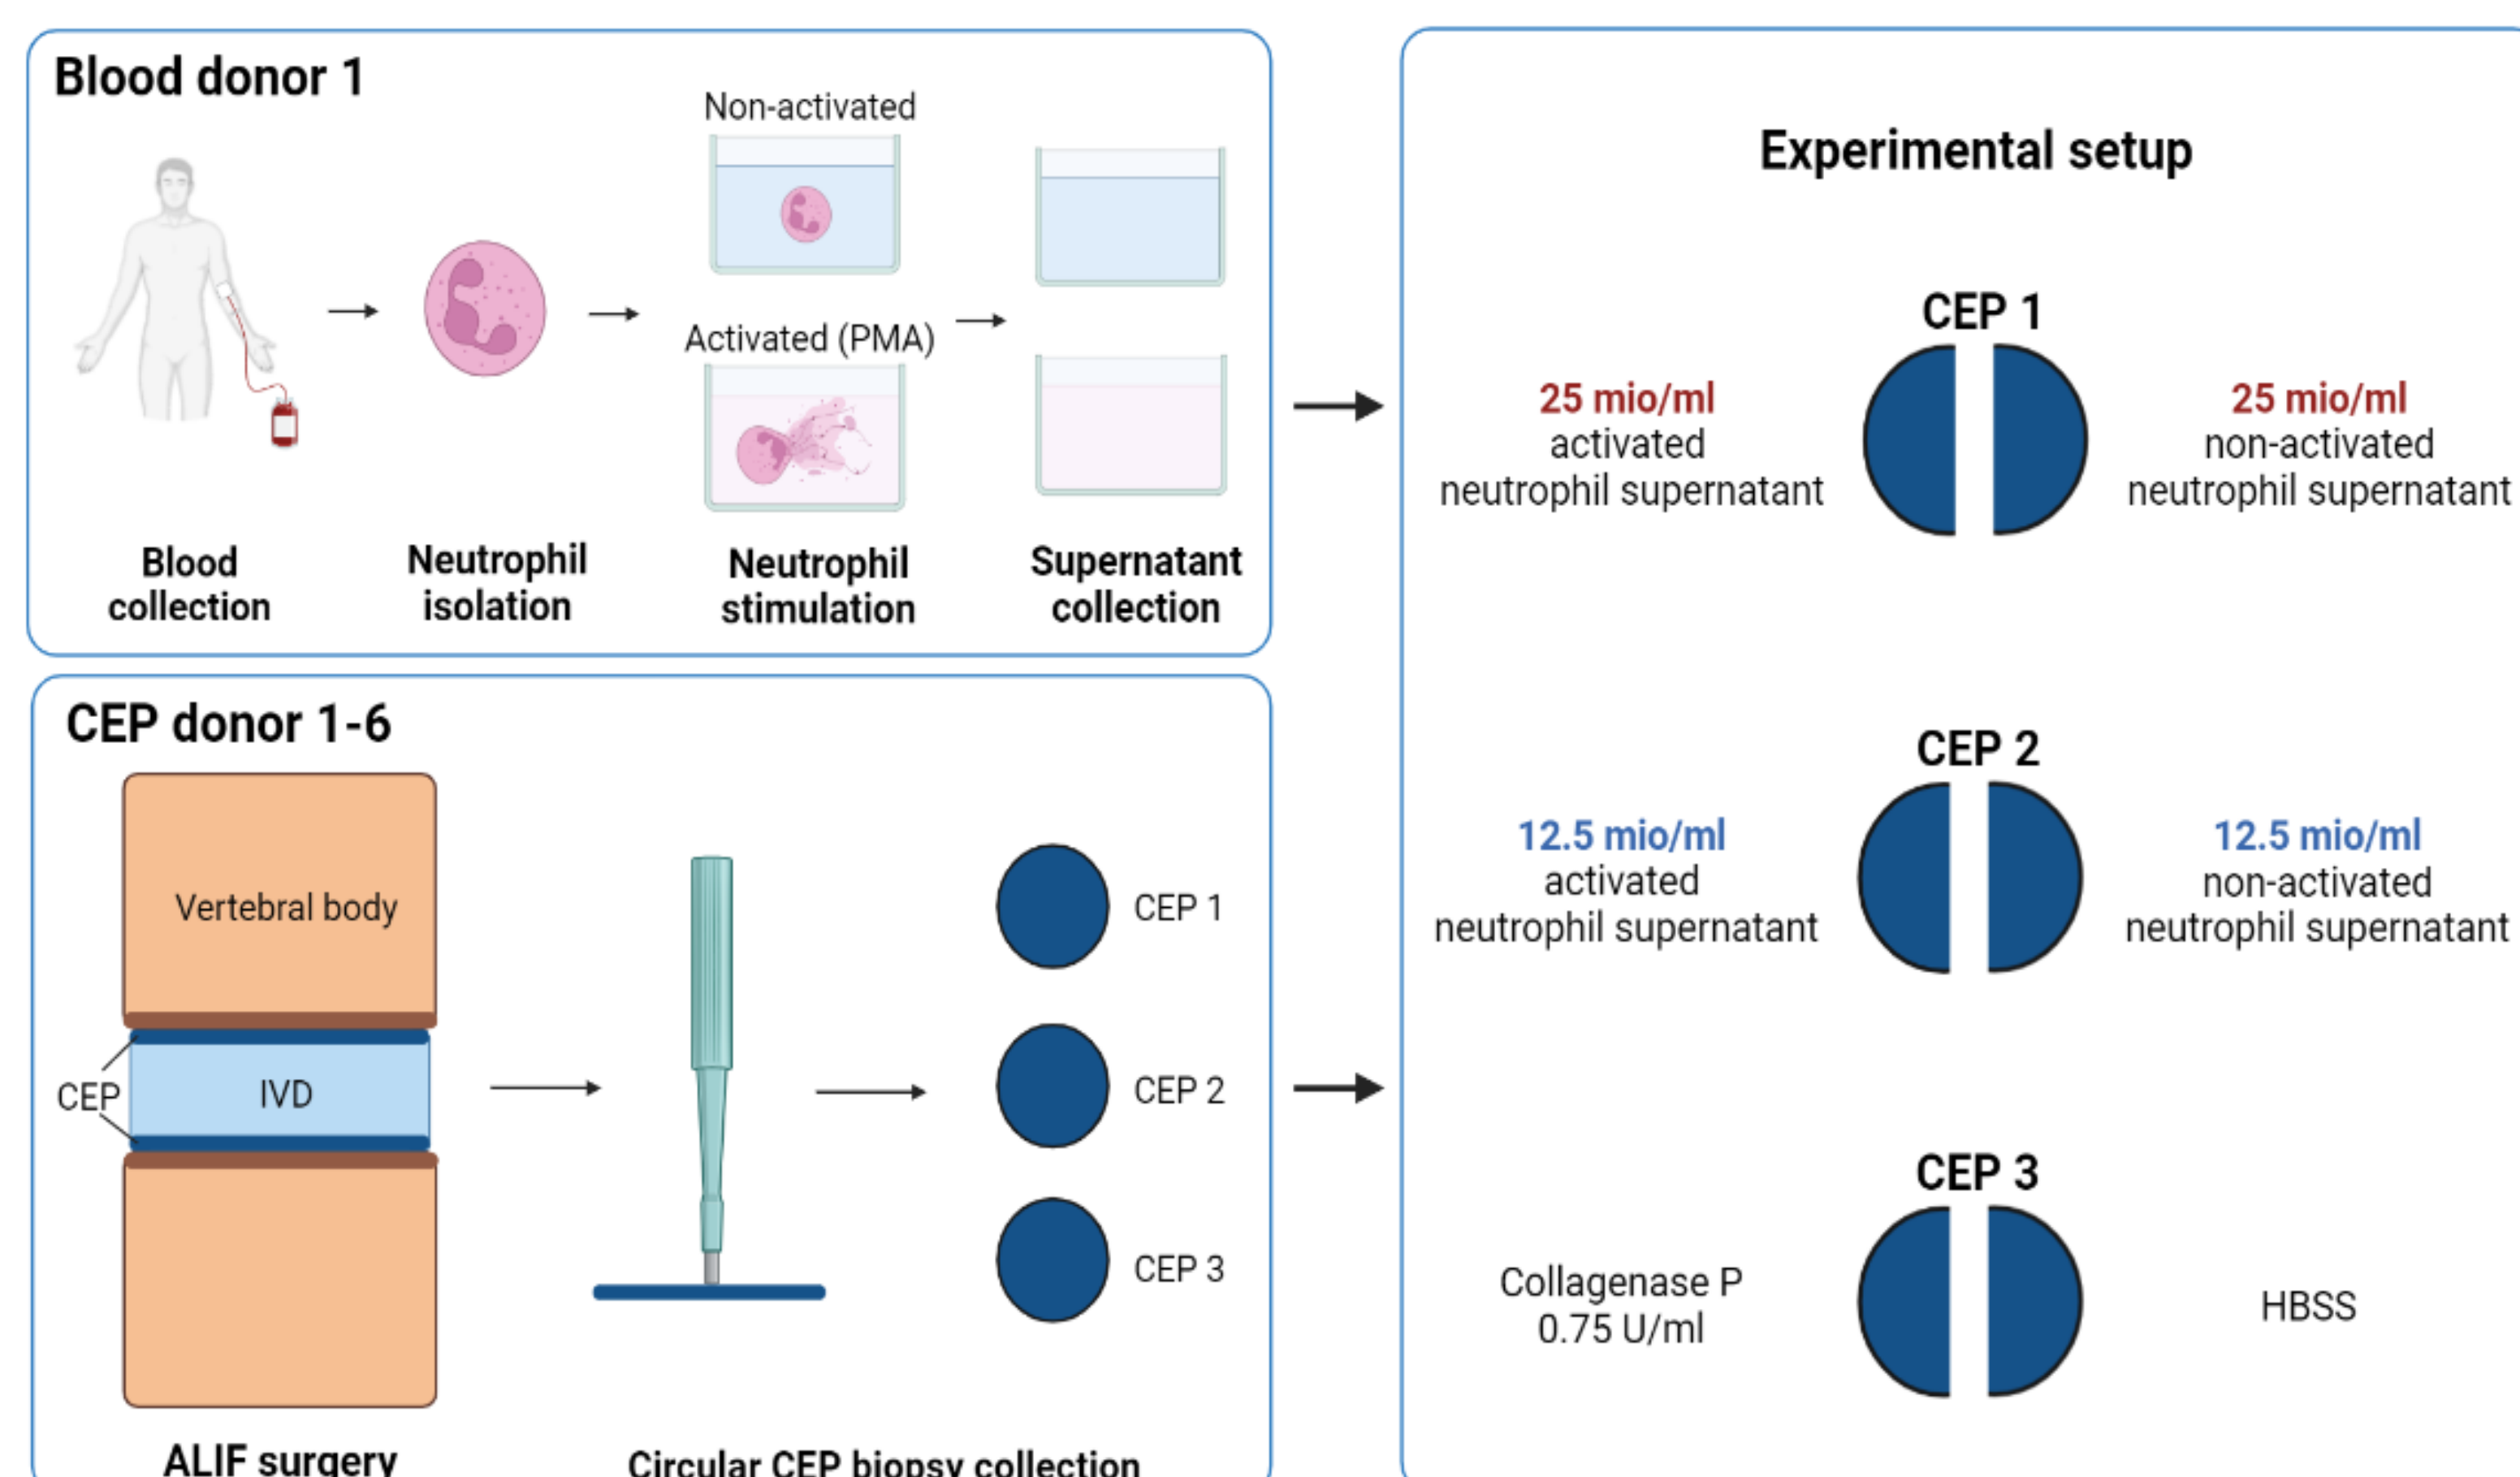 Blood donor 1
Non-activated
Activated (PMA)
Blood
collection
Neutrophil
isolation
Neutrophil
stimulation
Supernatant
collection
CEP donor 1-6
Vertebral body
CEP
IVD
CEP 1
CEP 2
CEP 3
ALIF surgery
Circular CEP biopsy collection
Experimental setup
CEP 1
25 mio/ml
activated
neutrophil supernatant
25 mio/ml
non-activated
neutrophil supernatant
CEP 2
12.5 mio/ml
activated
neutrophil supernatant
12.5 mio/ml
non-activated
neutrophil supernatant
CEP 3
Collagenase P
0.75 U/ml
HBSS